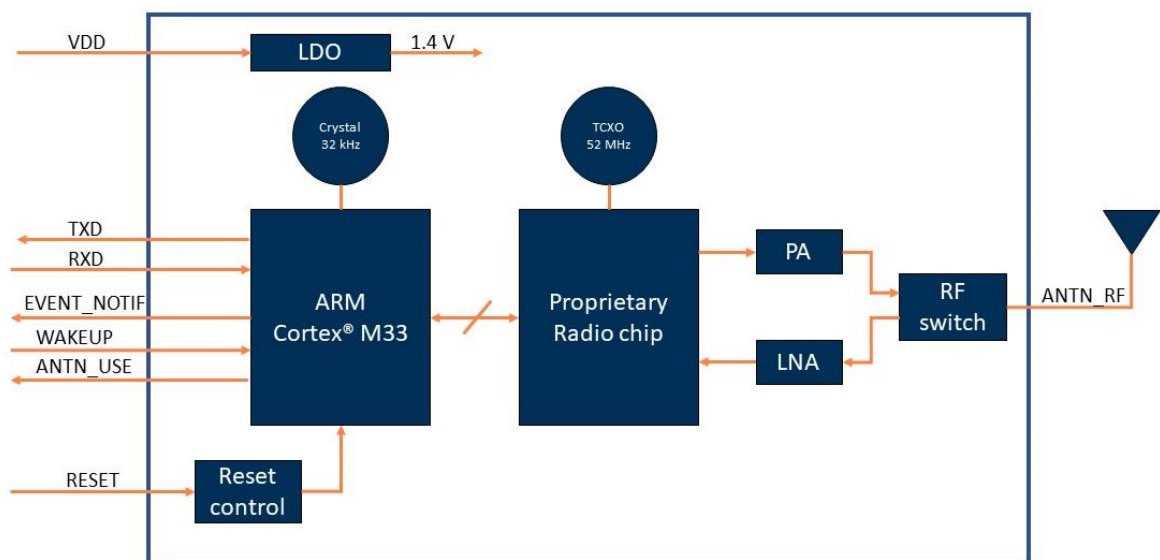 VDD
LDO
1.4 V
Crystal
32 kHz
TCXO
52 MHz
TXD
RXD
EVENT_NOTIF
WAKEUP
ANTN_USE
ARM
Cortex® M33
Proprietary
Radio chip
PA
LNA
RF
switch
ANTN_RF
RESET
Reset
control